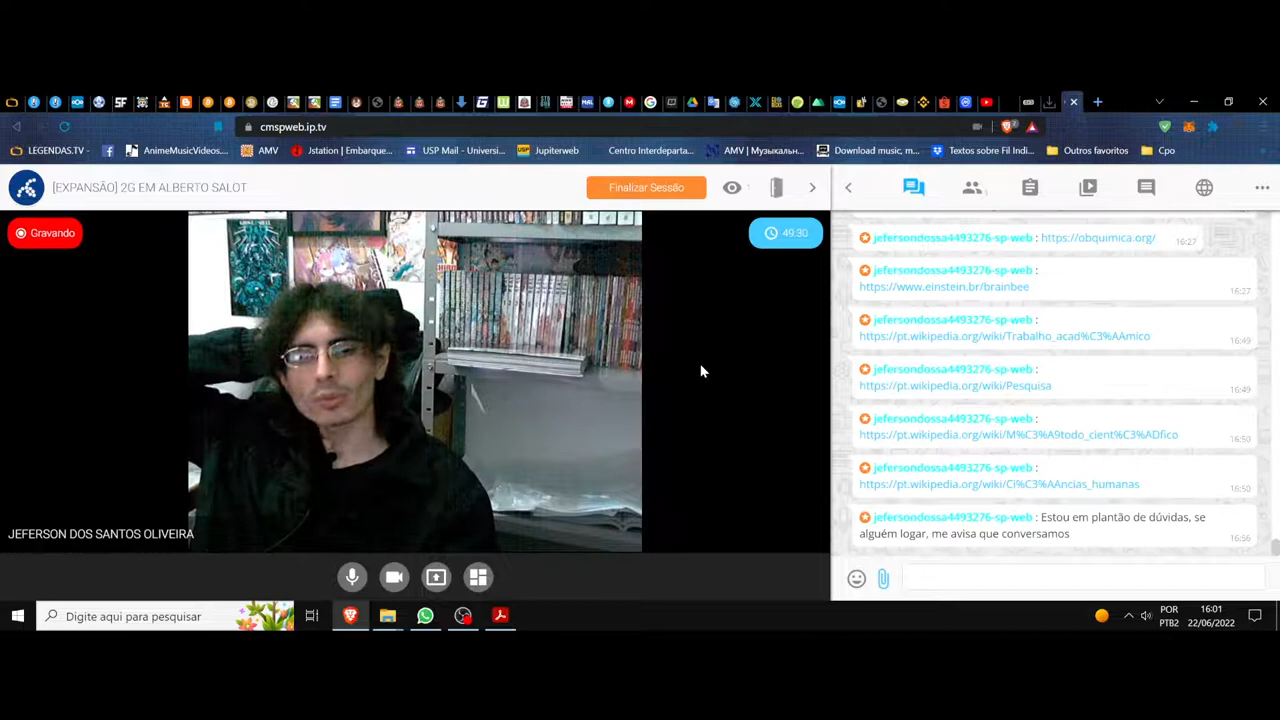 cmspweb.ip.tv
2
LEGENDAS.TV -
AnimeMusicVideos...
AMV
Jstation | Embarque...
USP Mail - Universi...
Jupiterweb
Centro Interdeparta...
AMV | Музыкальн...
Download music, m...
Textos sobre Fil Indi...
Outros favoritos
Cpo
[EXPANSÃO] 2G EM ALBERTO SALOT
Finalizar Sessão
1
1
Gravando
49:30
JEFERSON DOS SANTOS OLIVEIRA
jefersondossa4493276-sp-web : https://obquimica.org/
16:27
jefersondossa4493276-sp-web :
https://www.einstein.br/brainbee
16:27
jefersondossa4493276-sp-web :
https://pt.wikipedia.org/wiki/Trabalho_acad%C3%AAmico
16:49
jefersondossa4493276-sp-web :
https://pt.wikipedia.org/wiki/Pesquisa
16:49
jefersondossa4493276-sp-web :
https://pt.wikipedia.org/wiki/M%C3%A9todo_cient%C3%ADfico
16:50
jefersondossa4493276-sp-web :
https://pt.wikipedia.org/wiki/Ci%C3%AAncias_humanas
16:50
jefersondossa4493276-sp-web : Estou em plantão de dúvidas, se
alguém logar, me avisa que conversamos
16:56
Digite aqui para pesquisar
POR
PTB2
16:01
22/06/2022